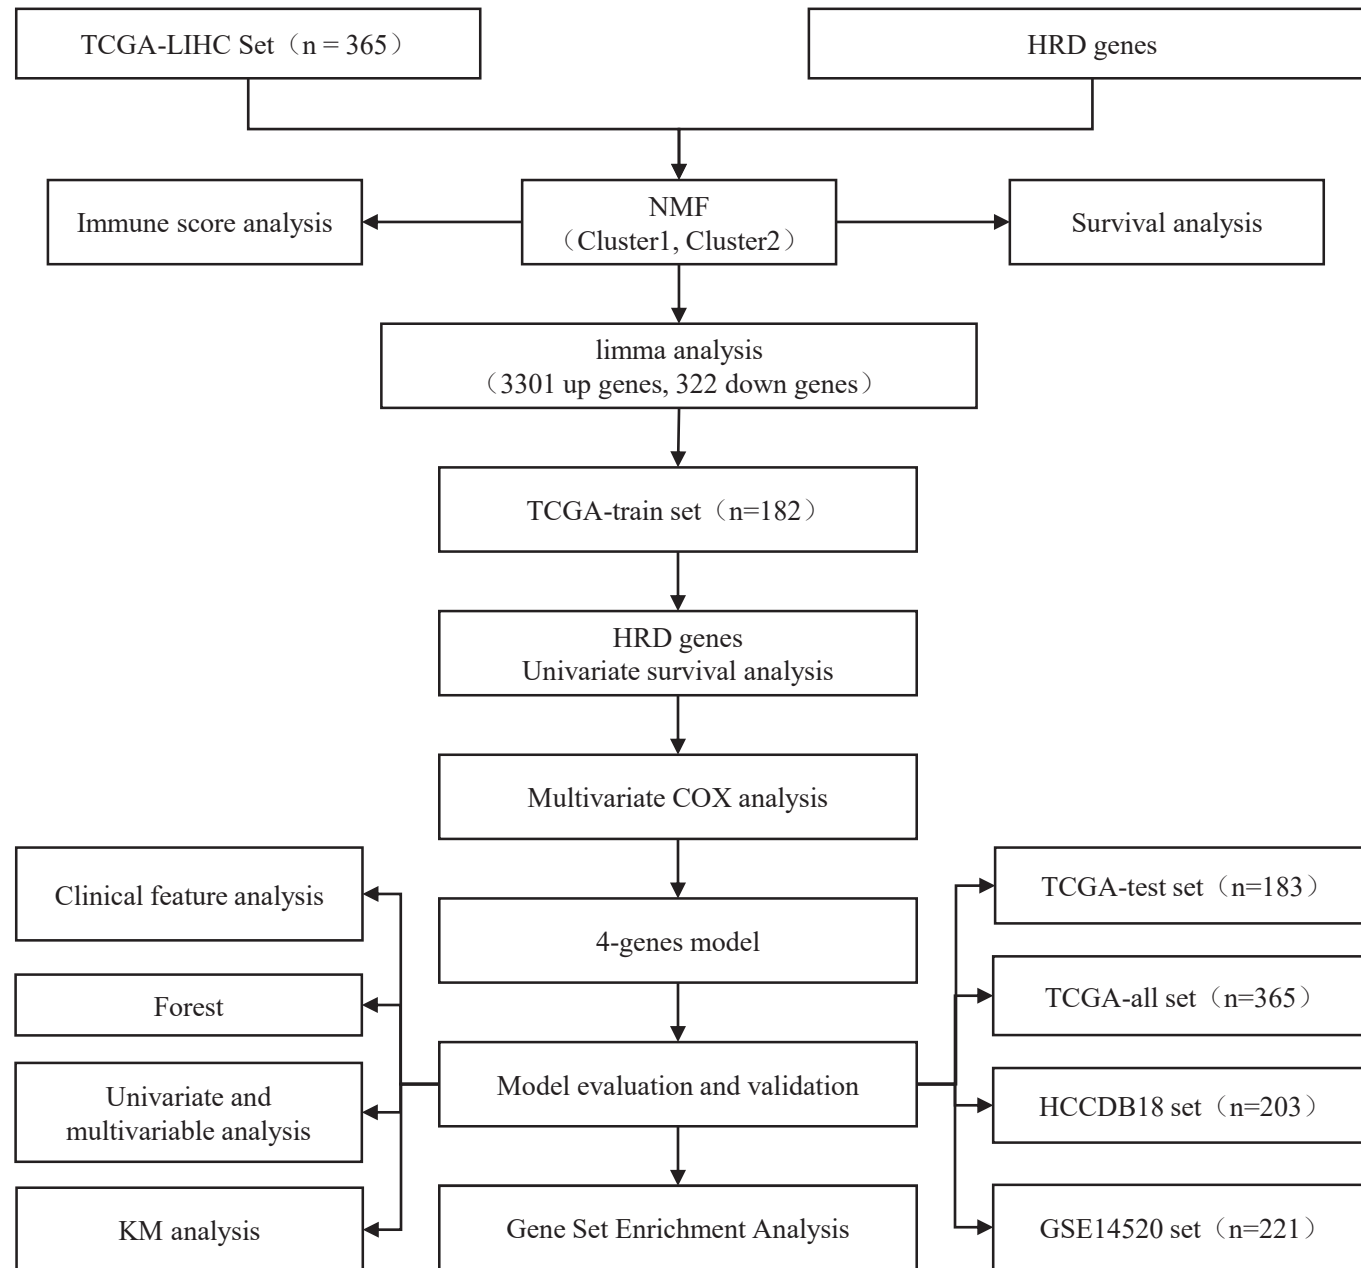 TCGA-LIHC Set（n = 365）
HRD genes
Immune score analysis
NMF
（Cluster1, Cluster2）
Survival analysis
limma analysis
（3301 up genes, 322 down genes）
TCGA-train set（n=182）
HRD genes
Univariate survival analysis
Multivariate COX analysis
Clinical feature analysis
4-genes model
TCGA-test set（n=183）
Forest
TCGA-all set（n=365）
Univariate and
multivariable analysis
Model evaluation and validation
HCCDB18 set（n=203）
KM analysis
Gene Set Enrichment Analysis
GSE14520 set（n=221）